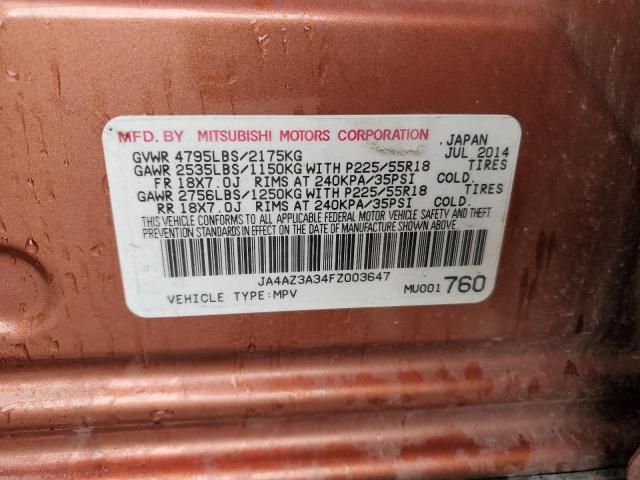 MFD. BY MITSUBISHI MOTORS CORPORATION , JAPAN
GVWR 4795LBS/2175KG JUL 2014
GAWR 2535LBS/1150KG WITH P225/55R18 TIRES
FR 18X7.0J RIMS AT 240KPA/35PSI COLD.
GAWR 2756LBS/1250KG WITH P225/55R18 TIRES
RR 18X7.0J RIMS AT 240KPA/35PSI COLD.
THIS VEHICLE CONFORMS TO ALL APPLICABLE FEDERAL MOTOR VEHICLE SAFETY AND THEFT
PREVENTION STANDARDS IN EFFECT ON THE DATE OF MANUFACTURE SHOWN ABOVE.
JA4AZ3A34FZ003647
VEHICLE TYPE:MPV MU001 760